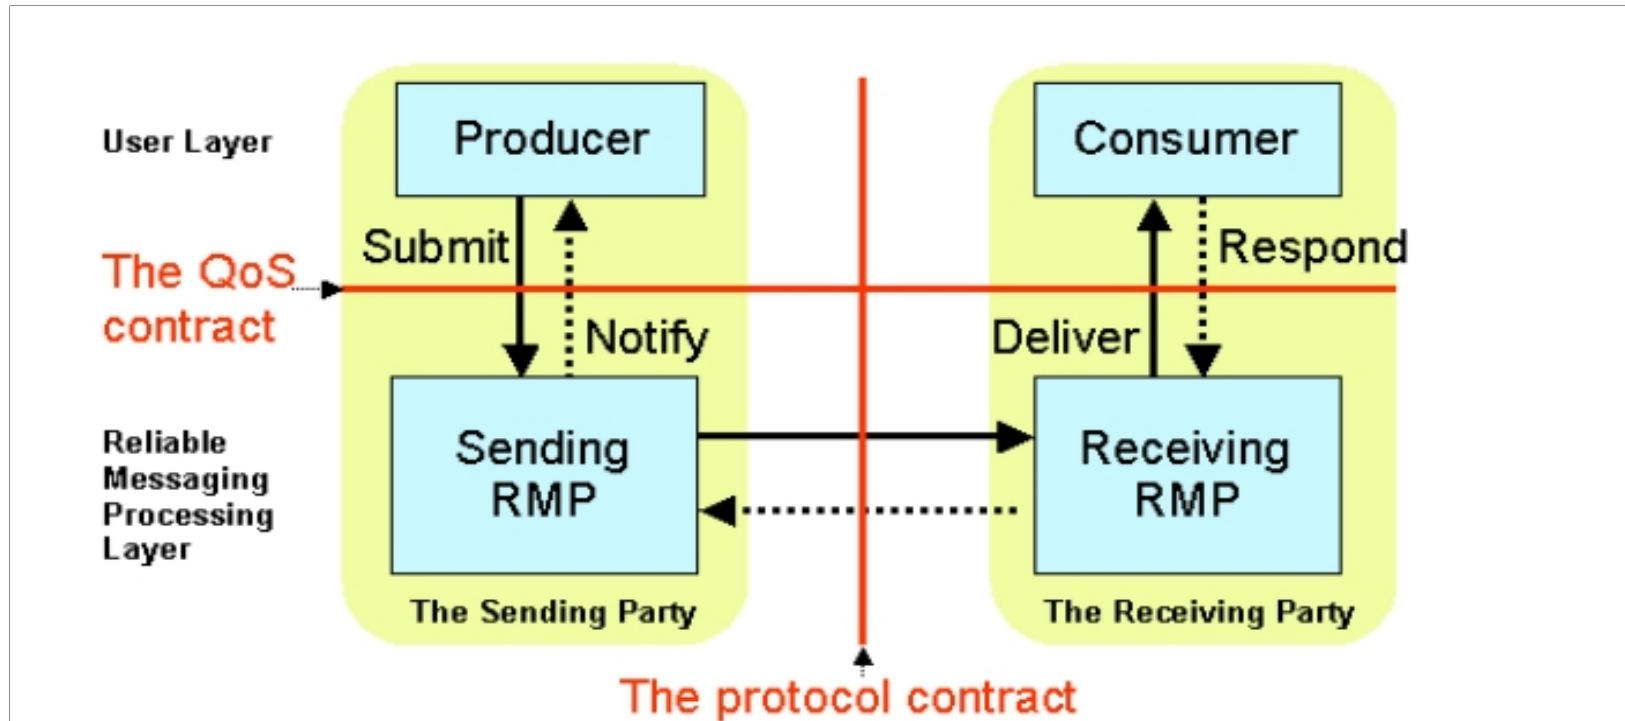 Producer
Consumer
User Layer
Submit
Respond
The QoS
contract
Notify
Deliver
Reliable
Messaging
Processing
Layer
Sending
RMP
Receiving
RMP
The Sending Party
The Receiving Party
The protocol contract